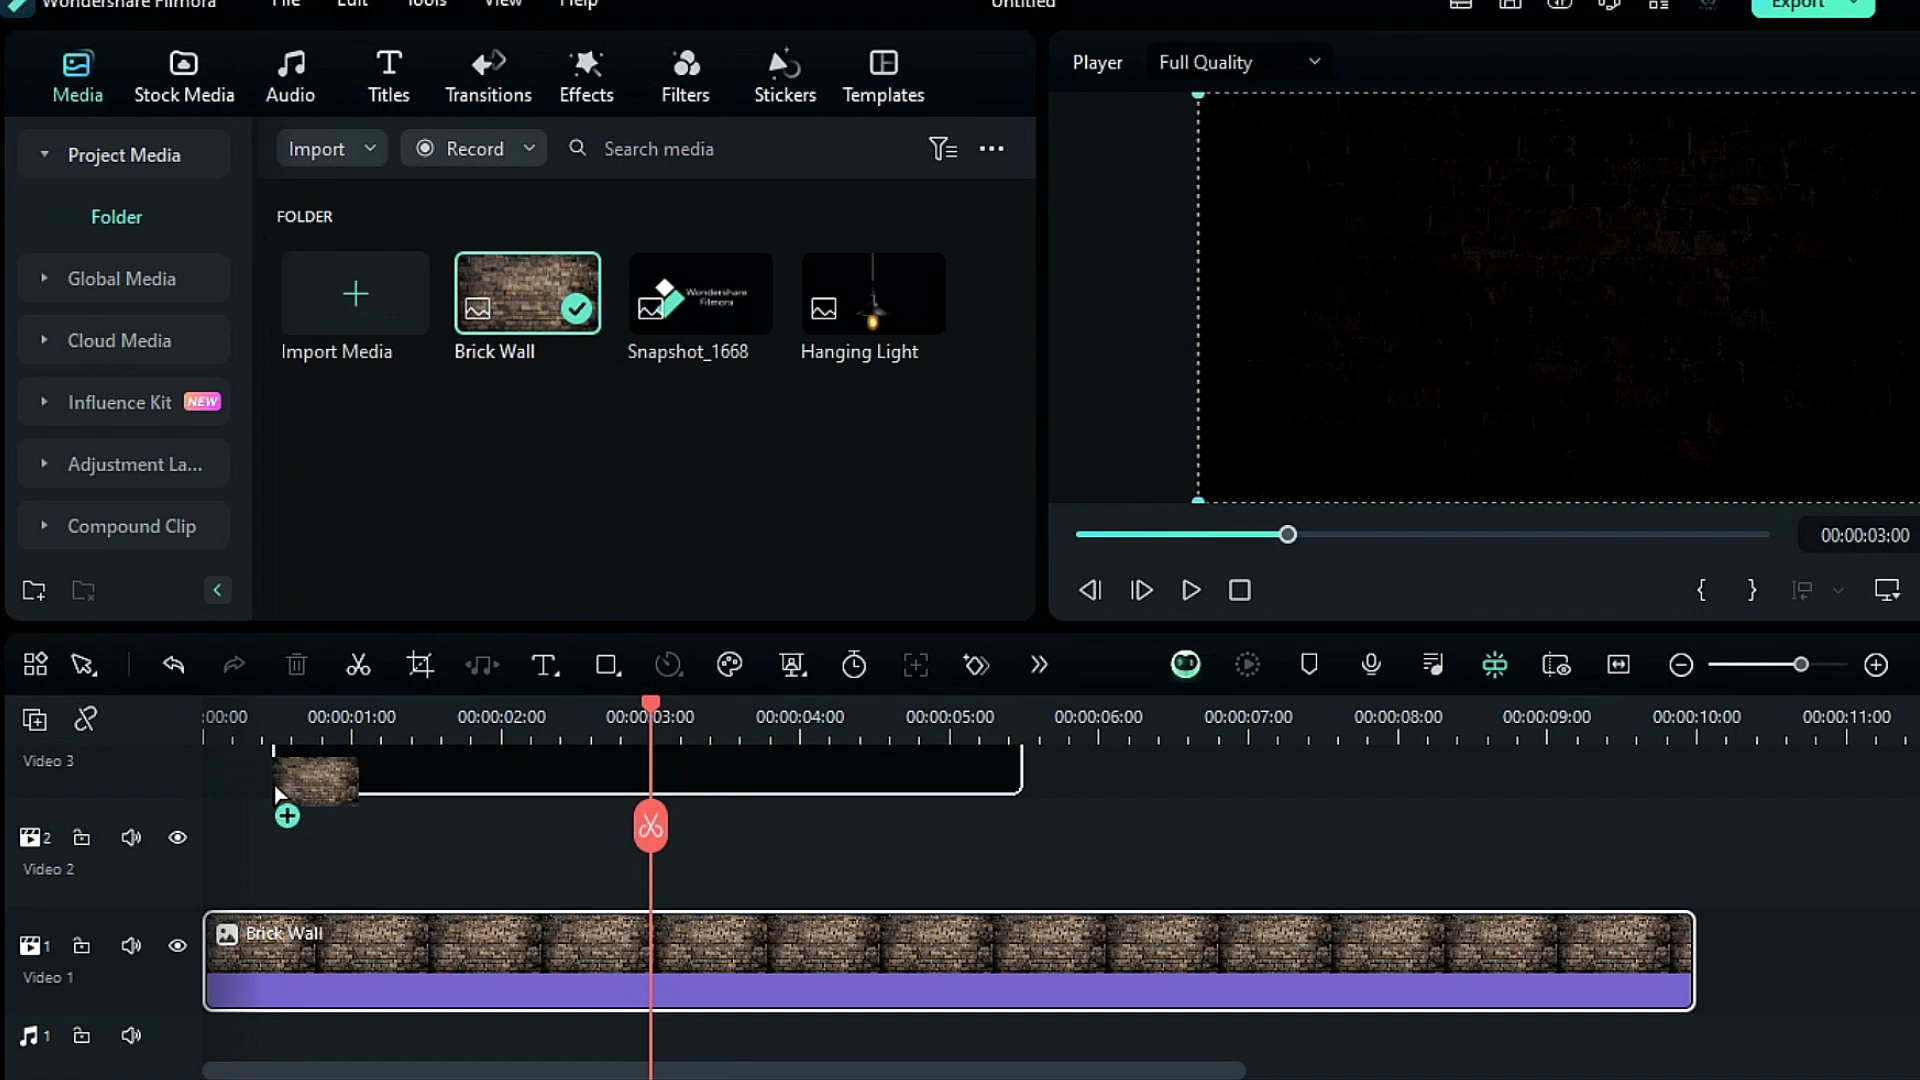 Wondershare Filmora
File
Edit
Tools
View
Help
Untitled
Export
Media
Stock Media
Audio
Titles
Transitions
Effects
Filters
Stickers
Templates
Player
Full Quality
Project Media
Folder
Global Media
Cloud Media
Influence Kit NEW
Adjustment La...
Compound Clip
Import
Record
Search media
FOLDER
Import Media
Brick Wall
Wondershare
Filmora
Snapshot_1668
Hanging Light
00:00:03:00
:00:00
00:00:01:00
00:00:02:00
00:00:03:00
00:00:04:00
00:00:05:00
00:00:06:00
00:00:07:00
00:00:08:00
00:00:09:00
00:00:10:00
00:00:11:00
Video 3
2
Video 2
1
Video 1
Brick Wall
1